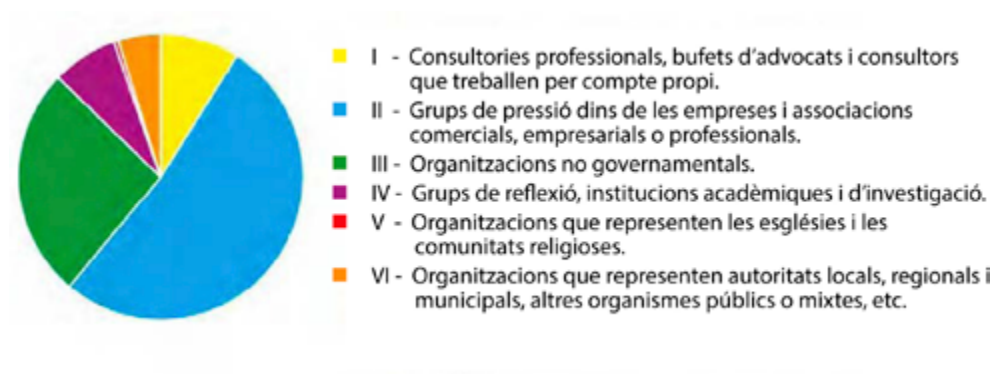 I - Consultories professionals, bufets d'advocats i consultors
que treballen per compte propi.
II - Grups de pressió dins de les empreses i associacions
comercials, empresarials o professionals.
III - Organitzacions no governamentals.
IV - Grups de reflexió, institucions acadèmiques i d'investigació.
V - Organitzacions que representen les esglésies i les
comunitats religioses.
VI - Organitzacions que representen autoritats locals, regionals i
municipals, altres organismes públics o mixtes, etc.